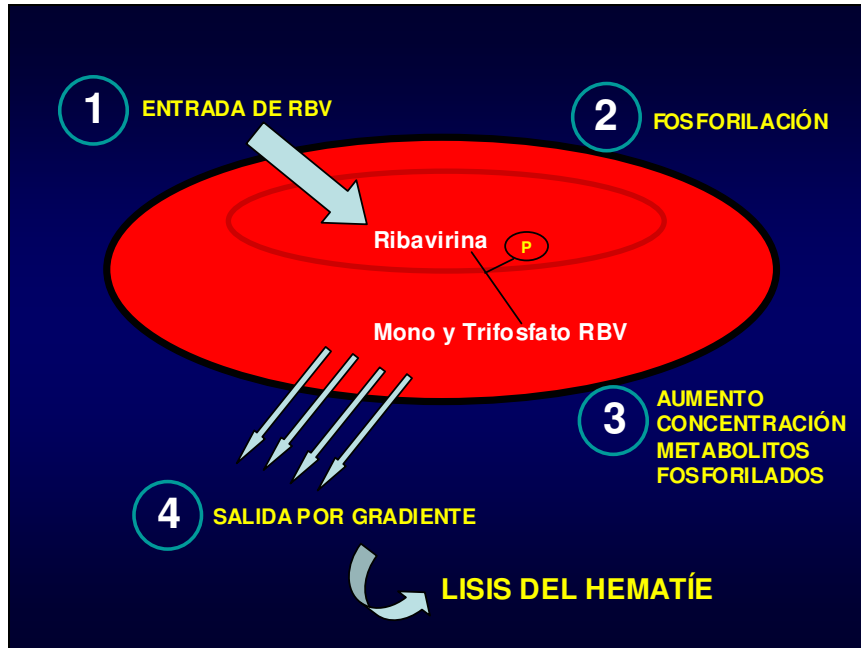 1 ENTRADA DE RBV
2 FOSFORILACIÓN
Ribavirina P
Mono y Trifosfato RBV
3 AUMENTO
CONCENTRACIÓN
METABOLITOS
FOSFORILADOS
4 SALIDA POR GRADIENTE
LISIS DEL HEMATÍE